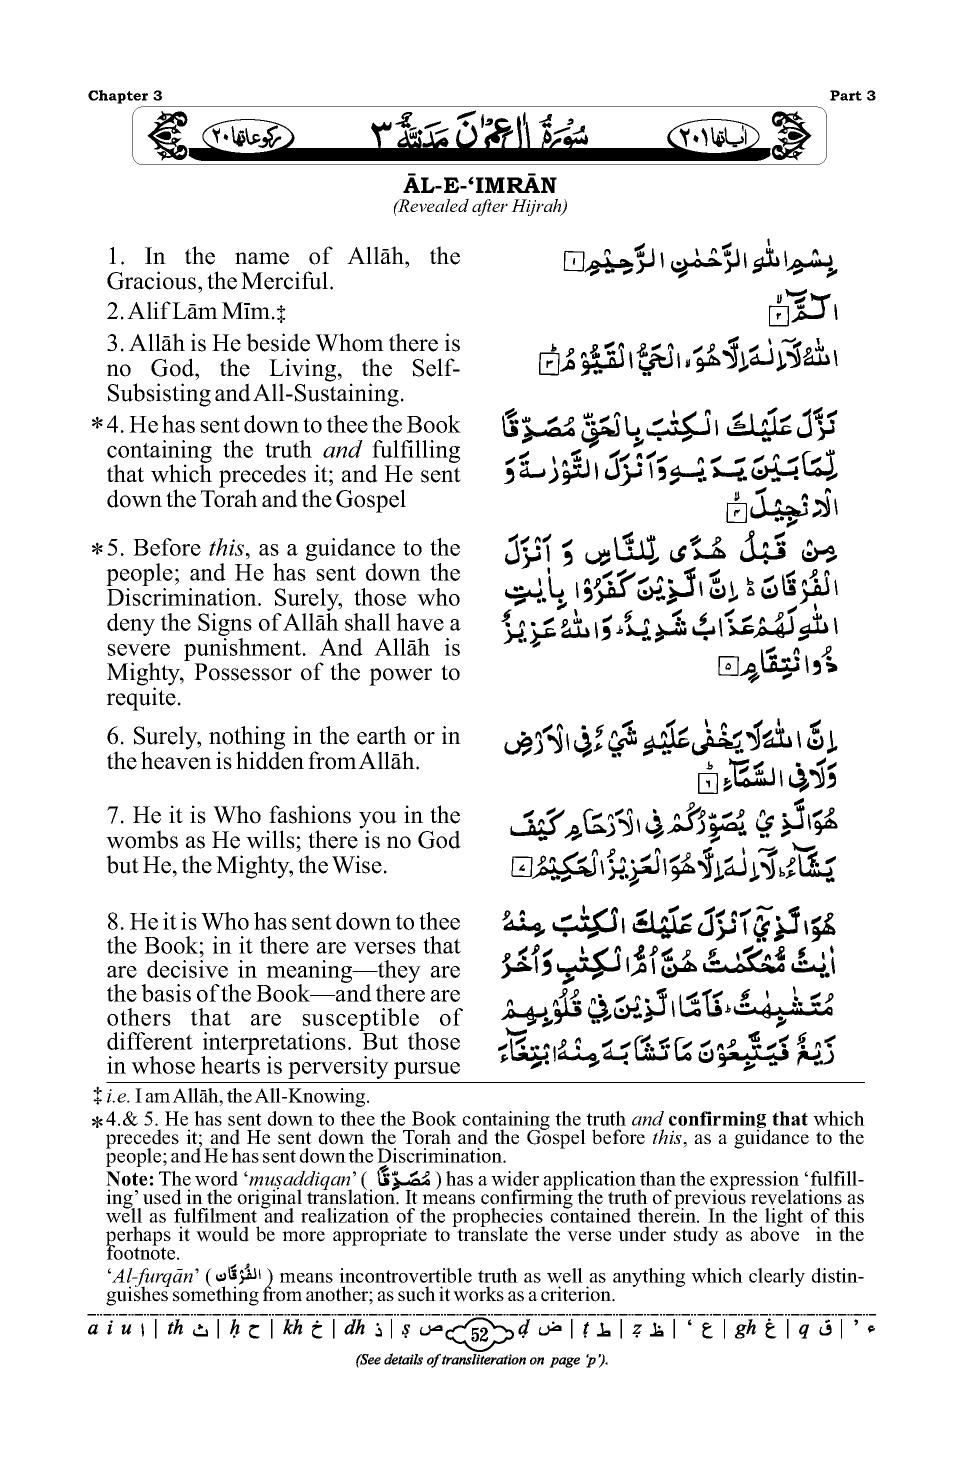 Chapter 3 Part 3
اٰیاتھا ۲۰۱ سُوْرَۃُ اٰلِ عِمْرٰنَ مَدَنِیَّۃٌ ۳ رکوعاتھا ۲۰
ĀL-E-‘IMRĀN
(Revealed after Hijrah)
1. In the name of Allāh, the
Gracious, the Merciful.
بِسْمِ اللّٰهِ الرَّحْمٰنِ الرَّحِيْمِ ۱
2. Alif Lām Mīm.‡
الٓمّٓ ۲
3. Allāh is He beside Whom there is
no God, the Living, the Self-
Subsisting and All-Sustaining.
اللّٰهُ لَاۤ اِلٰهَ اِلَّا هُوَ ۙ الْحَيُّ الْقَيُّوْمُ ۳
*4. He has sent down to thee the Book
containing the truth and fulfilling
that which precedes it; and He sent
down the Torah and the Gospel
نَزَّلَ عَلَيْكَ الْكِتٰبَ بِالْحَقِّ مُصَدِّقًا
لِّمَا بَيْنَ يَدَيْهِ وَاَنْزَلَ التَّوْرٰىةَ وَ
الْاِنْجِيْلَ ۴
*5. Before this, as a guidance to the
people; and He has sent down the
Discrimination. Surely, those who
deny the Signs of Allāh shall have a
severe punishment. And Allāh is
Mighty, Possessor of the power to
requite.
مِنْ قَبْلُ هُدًى لِّلنَّاسِ وَ اَنْزَلَ
الْفُرْقَانَ ؕ اِنَّ الَّذِيْنَ كَفَرُوْا بِاٰيٰتِ
اللّٰهِ لَهُمْ عَذَابٌ شَدِيْدٌ ؕ وَاللّٰهُ عَزِيْزٌ
ذُو انْتِقَامٍ ۵
6. Surely, nothing in the earth or in
the heaven is hidden from Allāh.
اِنَّ اللّٰهَ لَا يَخْفٰى عَلَيْهِ شَيْءٌ فِى الْاَرْضِ
وَلَا فِى السَّمَآءِ ۶
7. He it is Who fashions you in the
wombs as He wills; there is no God
but He, the Mighty, the Wise.
هُوَ الَّذِيْ يُصَوِّرُكُمْ فِى الْاَرْحَامِ كَيْفَ
يَشَآءُ ؕ لَاۤ اِلٰهَ اِلَّا هُوَ الْعَزِيْزُ الْحَكِيْمُ ۷
8. He it is Who has sent down to thee
the Book; in it there are verses that
are decisive in meaning—they are
the basis of the Book—and there are
others that are susceptible of
different interpretations. But those
in whose hearts is perversity pursue
هُوَ الَّذِيْۤ اَنْزَلَ عَلَيْكَ الْكِتٰبَ مِنْهُ
اٰيٰتٌ مُّحْكَمٰتٌ هُنَّ اُمُّ الْكِتٰبِ وَاُخَرُ
مُتَشٰبِهٰتٌ ؕ فَاَمَّا الَّذِيْنَ فِيْ قُلُوْبِهِمْ
زَيْغٌ فَيَتَّبِعُوْنَ مَا تَشَابَهَ مِنْهُ ابْتِغَآءَ
‡ i.e. I am Allāh, the All-Knowing.
*4.& 5. He has sent down to thee the Book containing the truth and confirming that which
precedes it; and He sent down the Torah and the Gospel before this, as a guidance to the
people; and He has sent down the Discrimination.
Note: The word ‘muṣaddiqan’ ( مُصَدِّقًا ) has a wider application than the expression ‘fulfill-
ing’ used in the original translation. It means confirming the truth of previous revelations as
well as fulfilment and realization of the prophecies contained therein. In the light of this
perhaps it would be more appropriate to translate the verse under study as above in the
footnote.
‘Al-furqān’ ( الفُرْقَان ) means incontrovertible truth as well as anything which clearly distin-
guishes something from another; as such it works as a criterion.
a i u ا | th ث | ḥ ح | kh خ | dh ذ | ṣ ص 52 ḍ ض | ṭ ط | ẓ ظ | ‘ ع | gh غ | q ق | ’ ء
(See details of transliteration on page ‘p’).